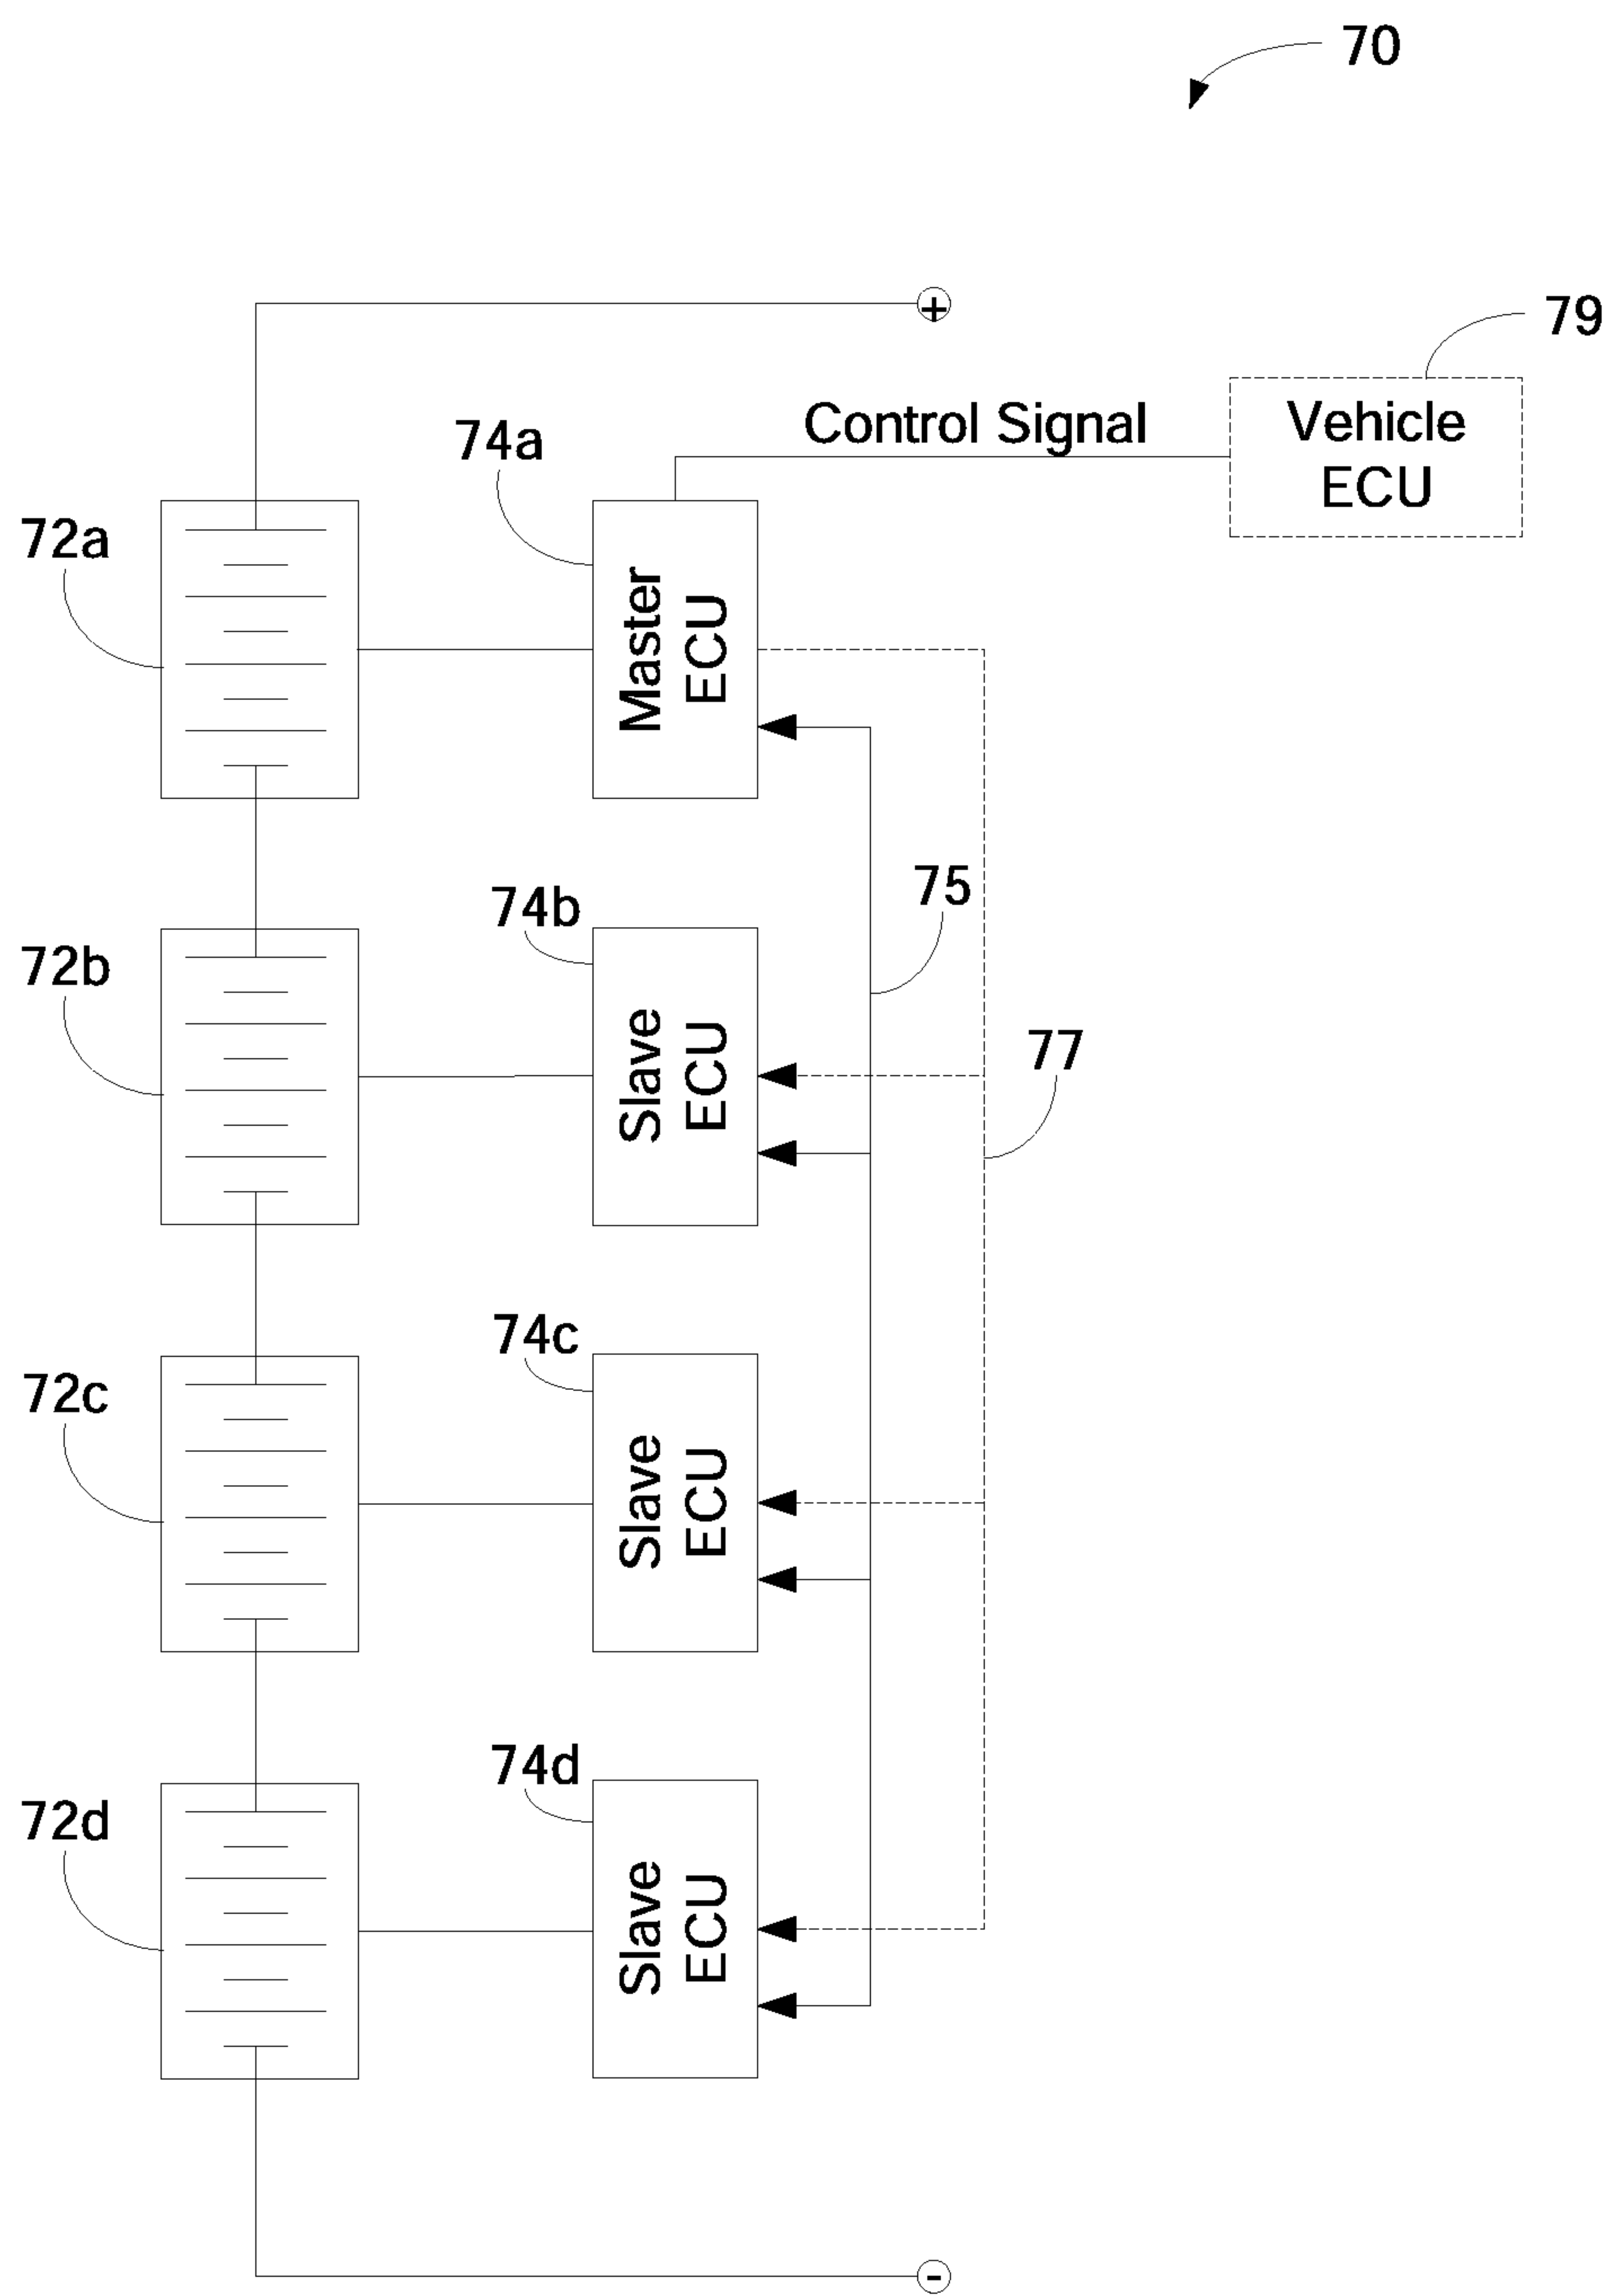 70
+
79
Control Signal
Vehicle
ECU
74a
72a
Master
ECU
75
74b
72b
Slave
ECU
77
74c
72c
Slave
ECU
74d
72d
Slave
ECU
-